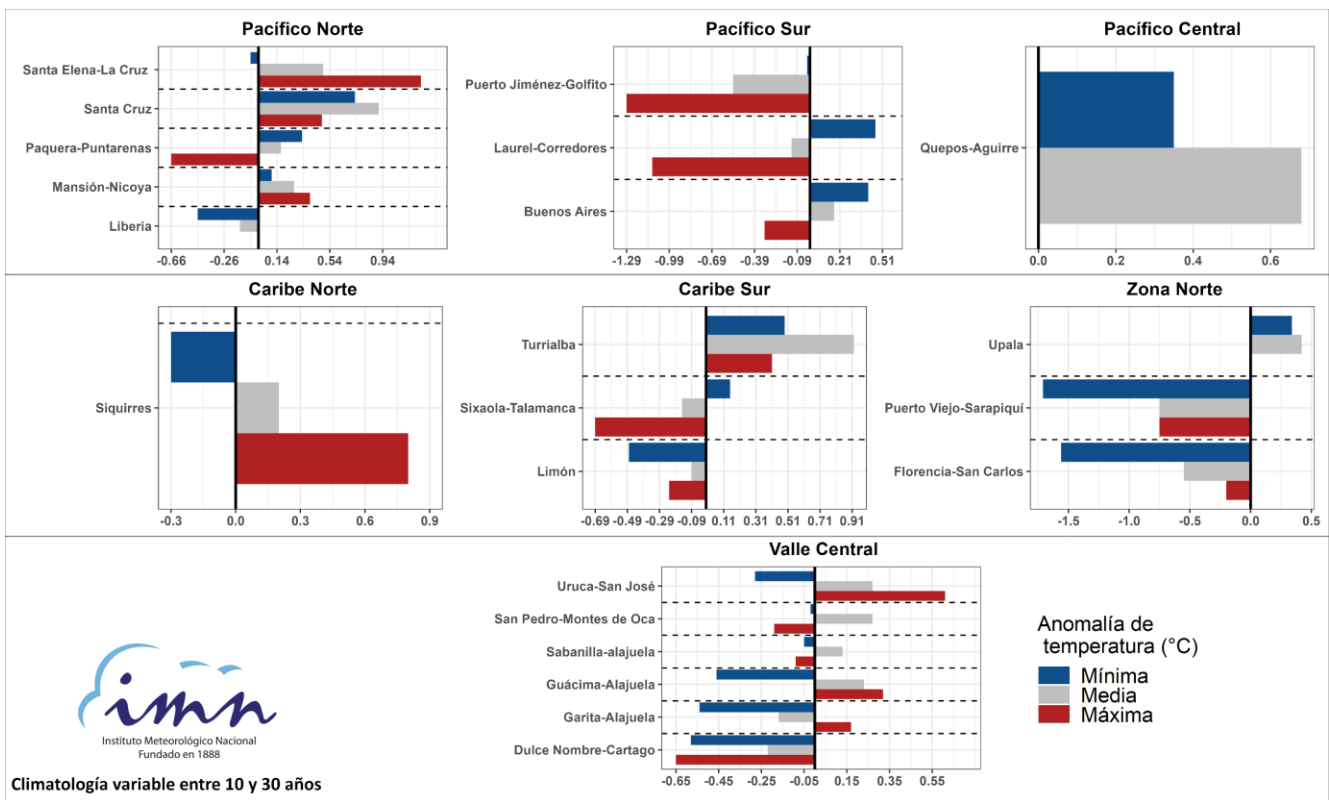 Pacífico Norte
Santa Elena-La Cruz
Santa Cruz
Paquera-Puntarenas
Mansión-Nicoya
Liberia
-0.66 -0.26 0.14 0.54 0.94
Pacífico Sur
Puerto Jiménez-Golfito
Laurel-Corredores
Buenos Aires
-1.29 -0.99 -0.69 -0.39 -0.09 0.21 0.51
Pacífico Central
Quepos-Aguirre
0.0 0.2 0.4 0.6
Caribe Norte
Siquirres
-0.3 0.0 0.3 0.6 0.9
Caribe Sur
Turrialba
Sixaola-Talamanca
Limón
-0.69 -0.49 -0.29 -0.09 0.11 0.31 0.51 0.71 0.91
Zona Norte
Upala
Puerto Viejo-Sarapiquí
Florencia-San Carlos
-1.5 -1.0 -0.5 0.0 0.5
Valle Central
Uruca-San José
San Pedro-Montes de Oca
Sabanilla-alajuela
Guácima-Alajuela
Garita-Alajuela
Dulce Nombre-Cartago
-0.65 -0.45 -0.25 -0.05 0.15 0.35 0.55
Anomalía de
temperatura (°C)
Mínima
Media
Máxima
imn
Instituto Meteorológico Nacional
Fundado en 1888
Climatología variable entre 10 y 30 años